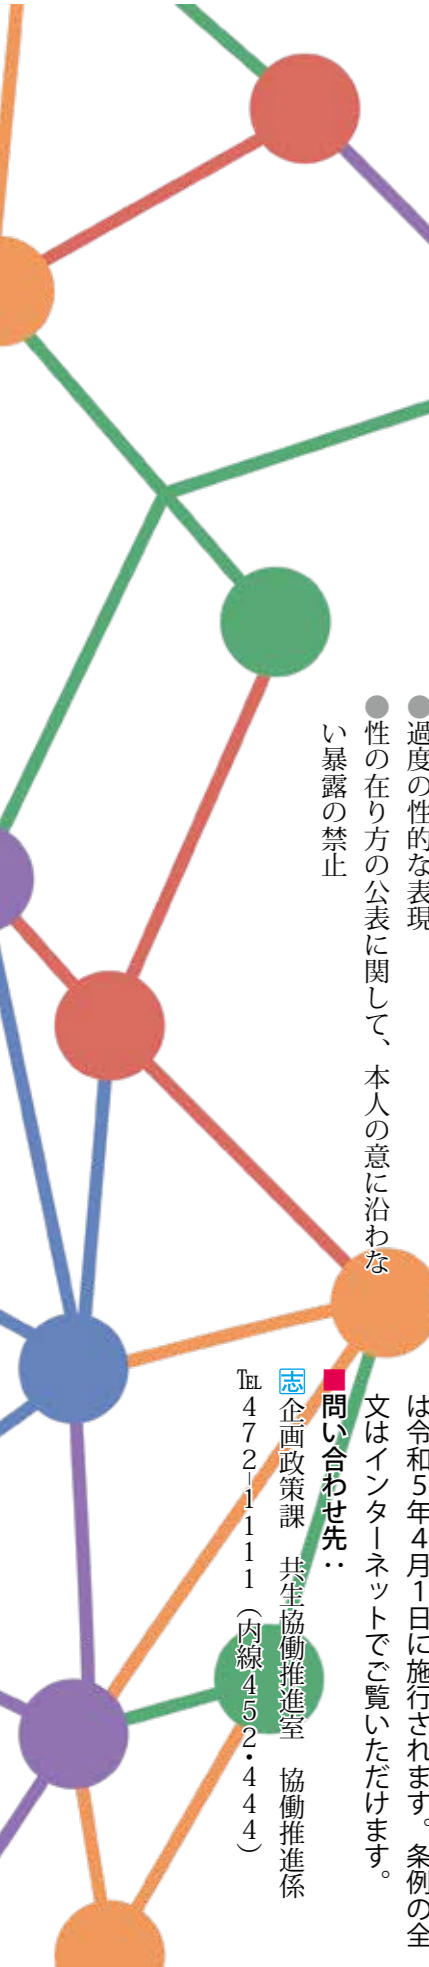 ●過度の性的な表現
●性の在り方の公表に関して、本人の意に沿わな
い暴露の禁止
は令和5年4月1日に施行されます。条例の全
文はインターネットでご覧いただけます。
■問い合わせ先：
志企画政策課　共生協働推進室　協働推進係
℡472-1111（内線452・444）